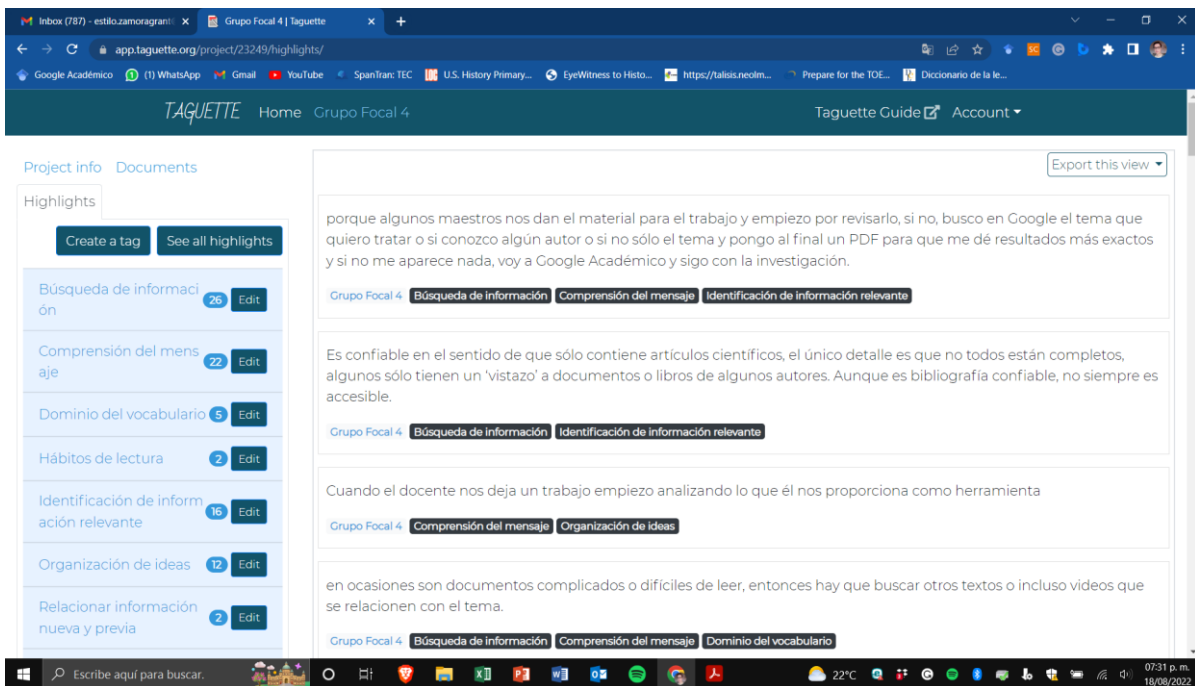 Inbox (787) - estilo.zamoragranti
Grupo Focal 4 | Taguette
app.taguette.org/project/23249/highlights/
Google Académico
(1) WhatsApp
Gmail
YouTube
SpanTran: TEC
U.S. History Primary...
EyeWitness to Histo...
https://talisis.neolm...
Prepare for the TOE...
Diccionario de la le...
TAGUETTE Home Grupo Focal 4
Taguette Guide Account
Project info Documents
Highlights
Create a tag See all highlights
Búsqueda de informaci
ón
26 Edit
Comprensión del mens
aje
22 Edit
Dominio del vocabulario 5 Edit
Hábitos de lectura 2 Edit
Identificación de inform
ación relevante
16 Edit
Organización de ideas 12 Edit
Relacionar información
nueva y previa
2 Edit
Export this view
porque algunos maestros nos dan el material para el trabajo y empiezo por revisarlo, si no, busco en Google el tema que
quiero tratar o si conozco algún autor o si no sólo el tema y pongo al final un PDF para que me dé resultados más exactos
y si no me aparece nada, voy a Google Académico y sigo con la investigación.
Grupo Focal 4 Búsqueda de información Comprensión del mensaje Identificación de información relevante
Es confiable en el sentido de que sólo contiene artículos científicos, el único detalle es que no todos están completos,
algunos sólo tienen un 'vistazo' a documentos o libros de algunos autores. Aunque es bibliografía confiable, no siempre es
accesible.
Grupo Focal 4 Búsqueda de información Identificación de información relevante
Cuando el docente nos deja un trabajo empiezo analizando lo que él nos proporciona como herramienta
Grupo Focal 4 Comprensión del mensaje Organización de ideas
en ocasiones son documentos complicados o difíciles de leer, entonces hay que buscar otros textos o incluso videos que
se relacionen con el tema.
Grupo Focal 4 Búsqueda de información Comprensión del mensaje Dominio del vocabulario
Escribe aquí para buscar.
22°C
07:31 p. m.
18/08/2022